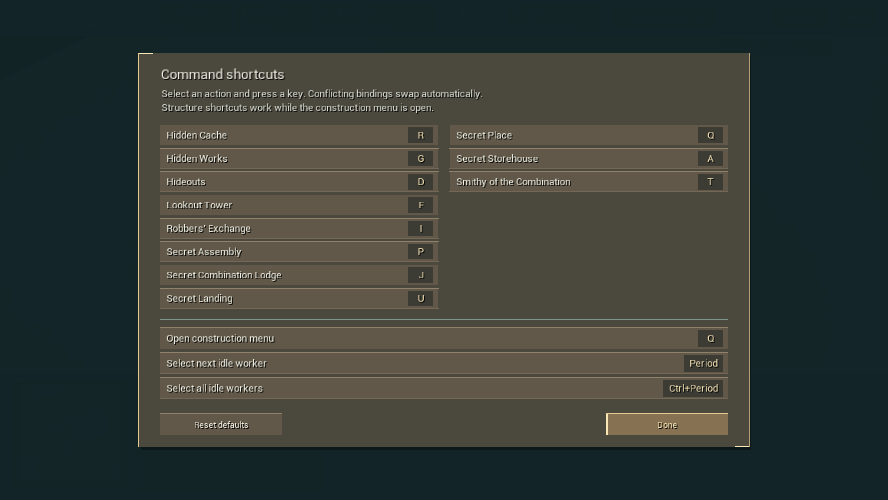 Command shortcuts
Select an action and press a key. Conflicting bindings swap automatically.
Structure shortcuts work while the construction menu is open.
Hidden Cache R
Hidden Works G
Hideouts D
Lookout Tower F
Robbers' Exchange I
Secret Assembly P
Secret Combination Lodge J
Secret Landing U
Secret Place Q
Secret Storehouse A
Smithy of the Combination T
Open construction menu Q
Select next idle worker Period
Select all idle workers Ctrl+Period
Reset defaults
Done